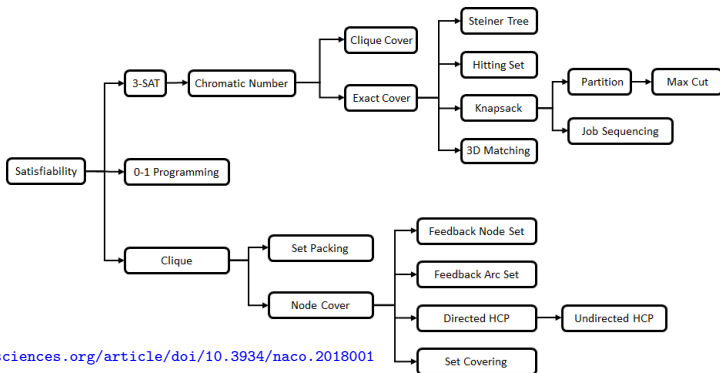 Steiner Tree
Clique Cover
Hitting Set
3-SAT
Chromatic Number
Partition
Max Cut
Exact Cover
Knapsack
Job Sequencing
3D Matching
Satisfiability
0-1 Programming
Feedback Node Set
Set Packing
Clique
Feedback Arc Set
Node Cover
Directed HCP
Undirected HCP
sciences.org/article/doi/10.3934/naco.2018001
Set Covering